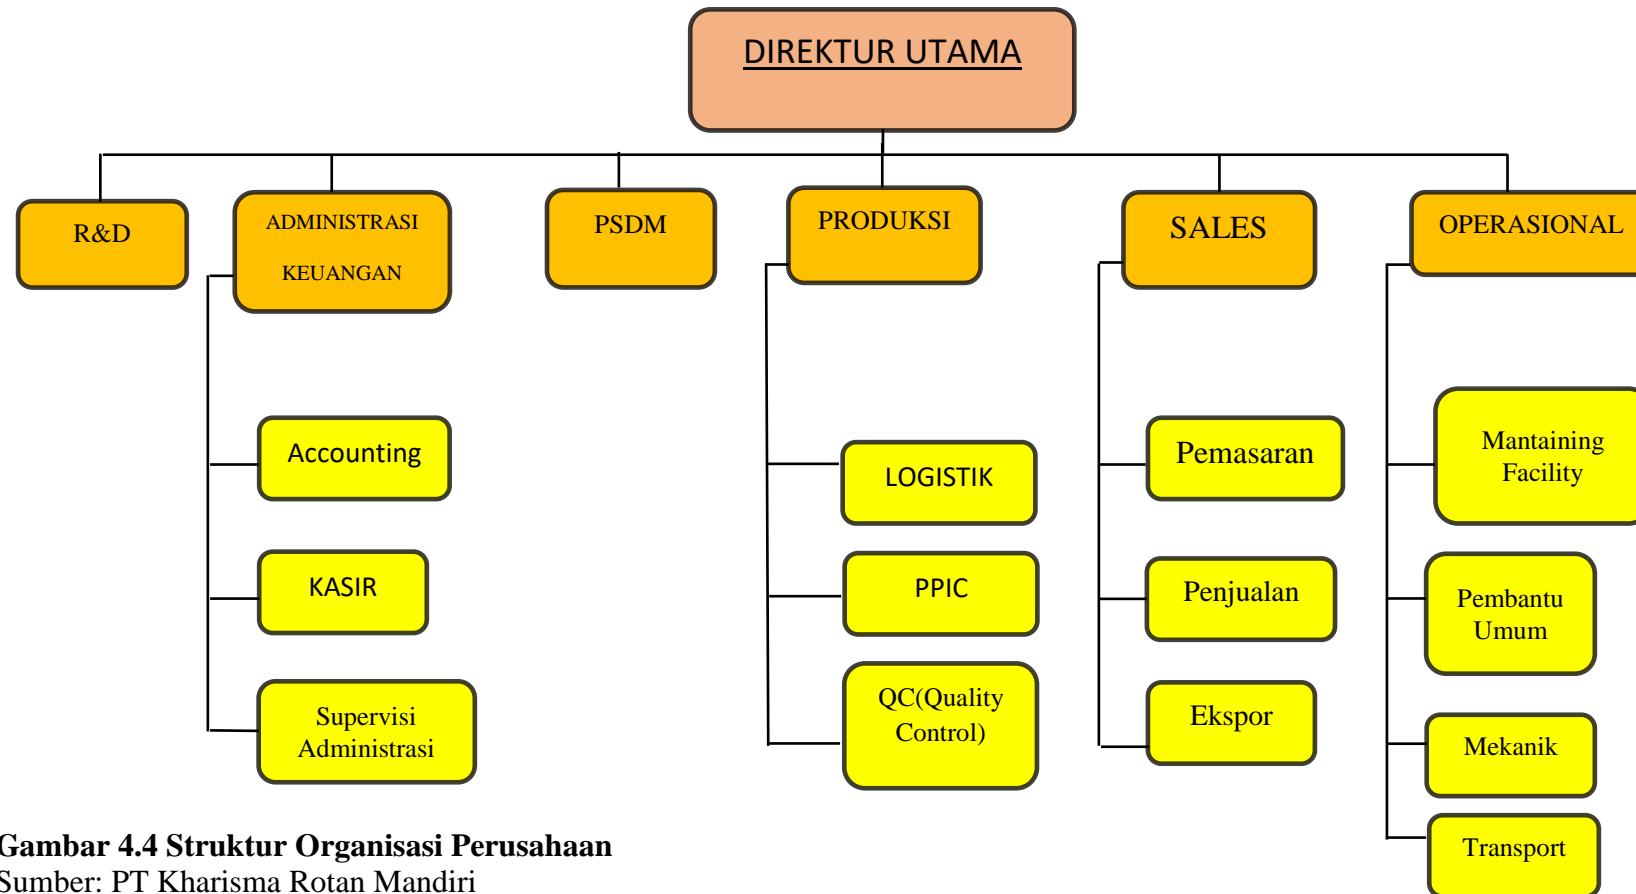 DIREKTUR UTAMA
R&D
ADMINISTRASI
KEUANGAN
PSDM
PRODUKSI
SALES
OPERASIONAL
Accounting
KASIR
Supervisi
Administrasi
LOGISTIK
PPIC
QC(Quality
Control)
Pemasaran
Penjualan
Ekspor
Mantaining
Facility
Pembantu
Umum
Mekanik
Transport
Gambar 4.4 Struktur Organisasi Perusahaan
Sumber: PT Kharisma Rotan Mandiri